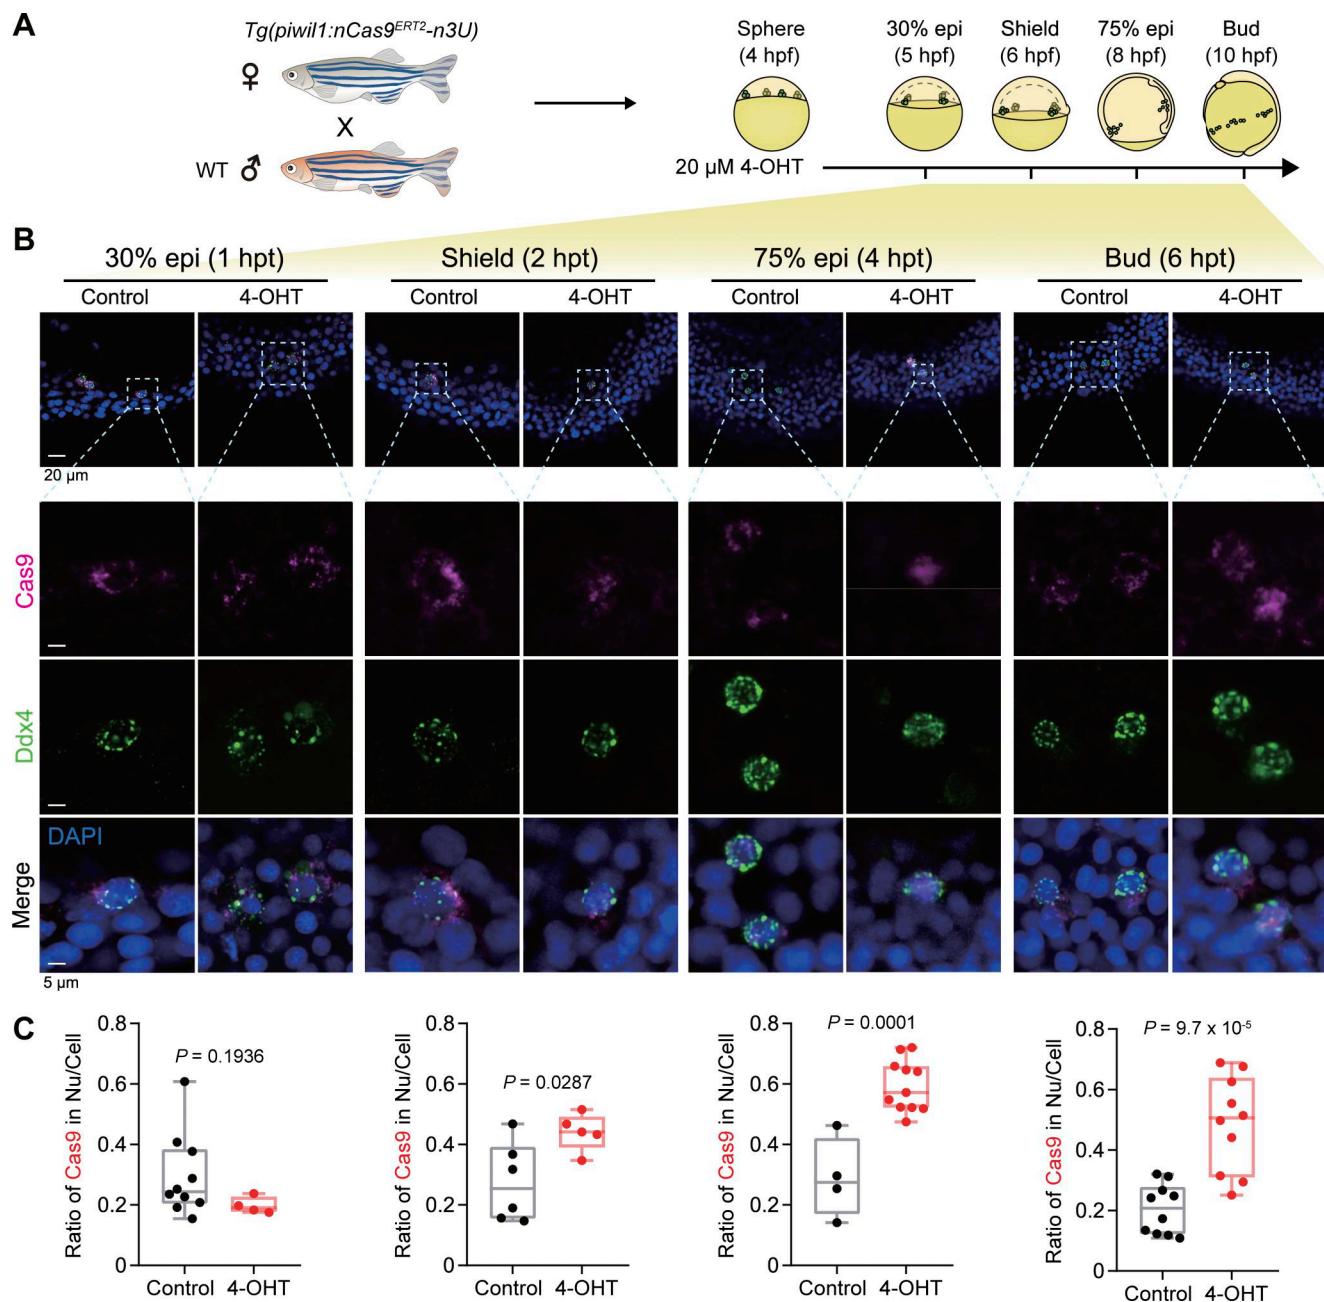 A
Tg(piwil1:nCas9ERT2-n3U)
♀
X
WT ♂
Sphere
(4 hpf)
30% epi
(5 hpf)
Shield
(6 hpf)
75% epi
(8 hpf)
Bud
(10 hpf)
20 µM 4-OHT
B
30% epi (1 hpt)
Shield (2 hpt)
75% epi (4 hpt)
Bud (6 hpt)
Control
4-OHT
Control
4-OHT
Control
4-OHT
Control
4-OHT
20 µm
Cas9
Ddx4
DAPI
Merge
5 µm
C
Ratio of Cas9 in Nu/Cell
0.8
0.6
0.4
0.2
0
P = 0.1936
Control
4-OHT
Ratio of Cas9 in Nu/Cell
0.8
0.6
0.4
0.2
0
P = 0.0287
Control
4-OHT
Ratio of Cas9 in Nu/Cell
0.8
0.6
0.4
0.2
0
P = 0.0001
Control
4-OHT
Ratio of Cas9 in Nu/Cell
0.8
0.6
0.4
0.2
0
P = 9.7 x 10-5
Control
4-OHT